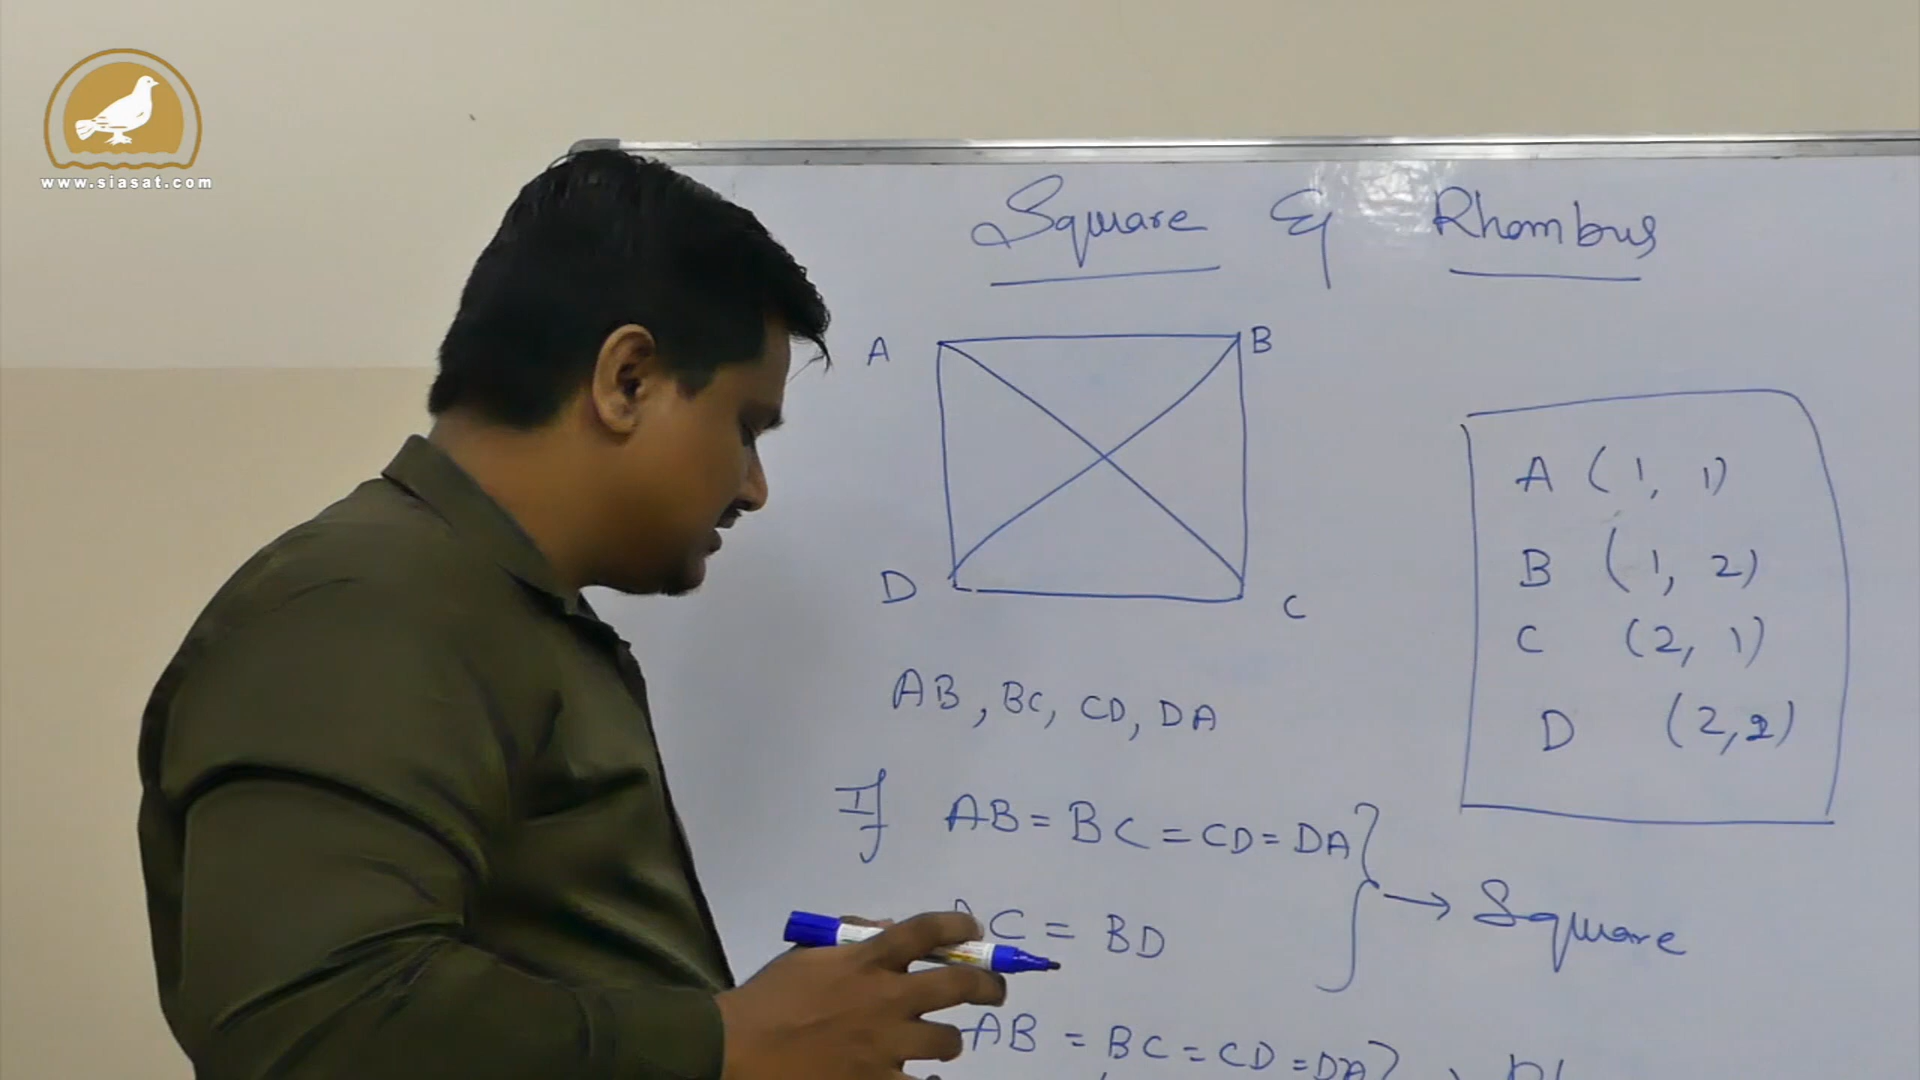 www.siasat.com
Square & Rhombus
A B
D C
A (1, 1)
B (1, 2)
C (2, 1)
D (2, 2)
AB, BC, CD, DA
If AB = BC = CD = DA
AC = BD
→ Square
AB = BC = CD = DA